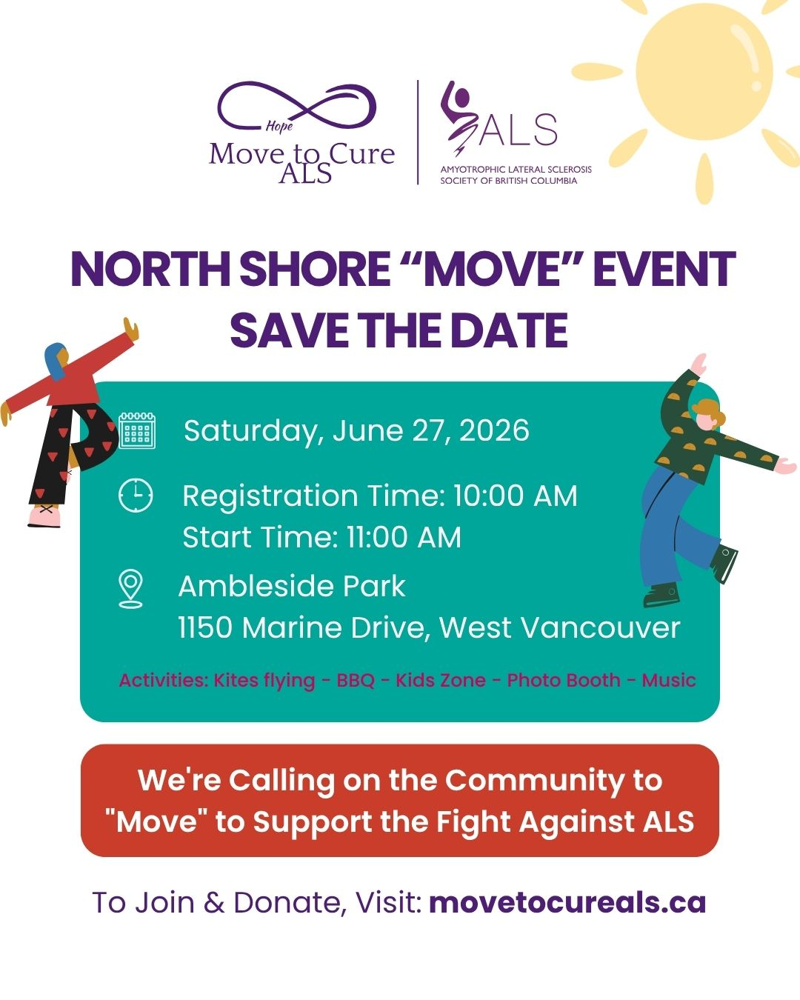 Hope
Move to Cure
ALS
ALS
AMYOTROPHIC LATERAL SCLEROSIS
SOCIETY OF BRITISH COLUMBIA
NORTH SHORE “MOVE” EVENT
SAVE THE DATE
Saturday, June 27, 2026
Registration Time: 10:00 AM
Start Time: 11:00 AM
Ambleside Park
1150 Marine Drive, West Vancouver
Activities: Kites flying - BBQ - Kids Zone - Photo Booth - Music
We're Calling on the Community to
"Move" to Support the Fight Against ALS
To Join & Donate, Visit: movetocureals.ca